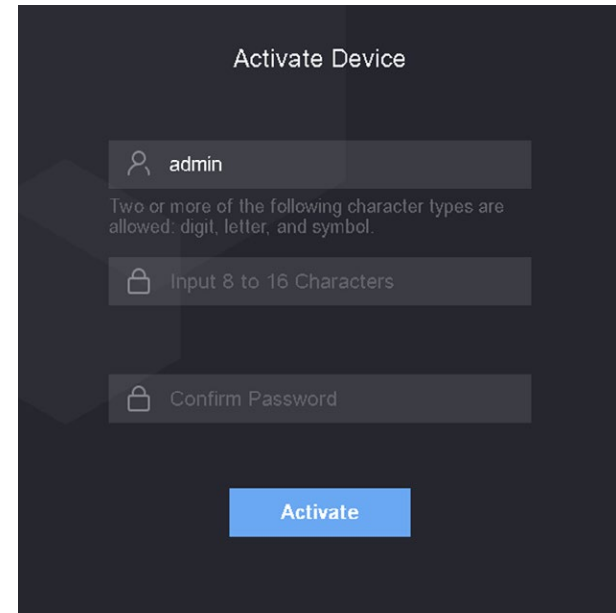 Activate Device
admin
Two or more of the following character types are
allowed: digit, letter, and symbol.
Input 8 to 16 Characters
Confirm Password
Activate